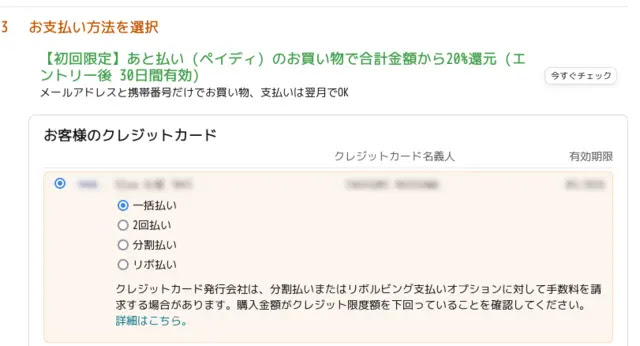 3 お支払い方法を選択
【初回限定】あと払い（ペイディ）のお買い物で合計金額から20%還元（エ
ントリー後 30日間有効）
今すぐチェック
メールアドレスと携帯番号だけでお買い物、支払いは翌月でOK
お客様のクレジットカード
クレジットカード名義人 有効期限
一括払い
2回払い
分割払い
リボ払い
クレジットカード発行会社は、分割払いまたはリボルビング支払いオプションに対して手数料を請
求する場合があります。購入金額がクレジット限度額を下回っていることを確認してください。
詳細はこちら。